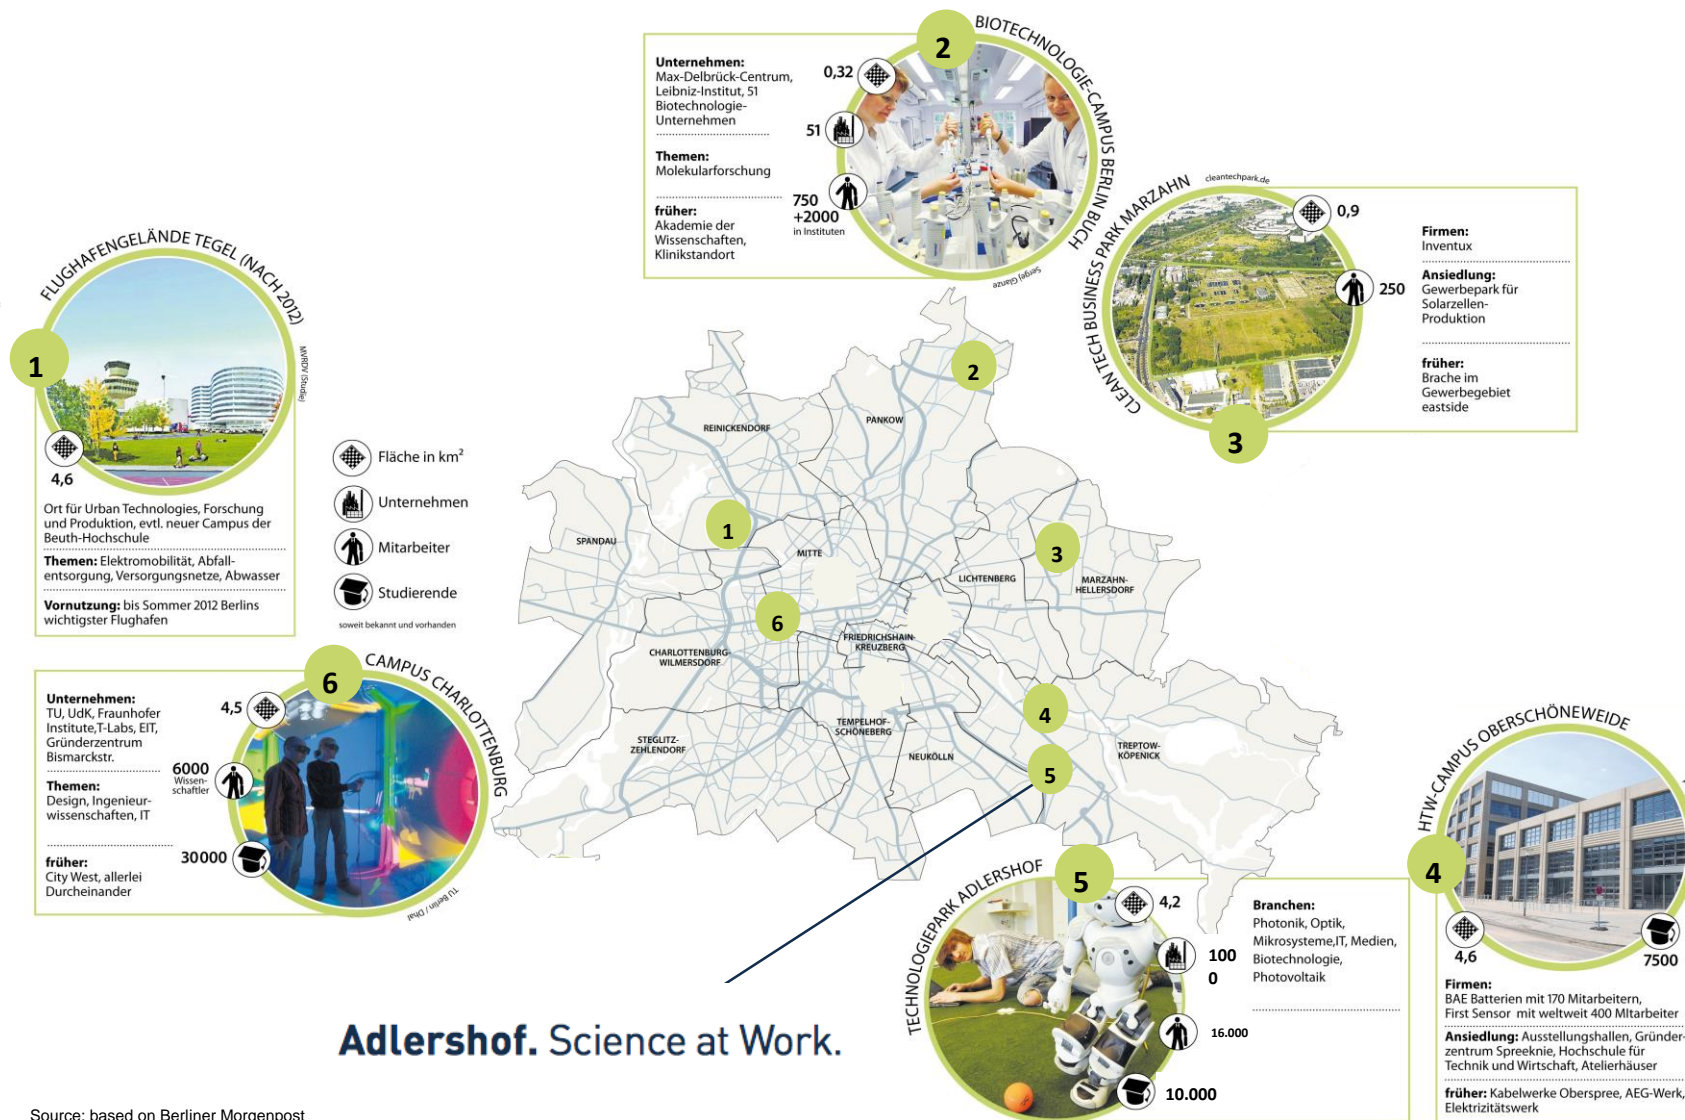 BIOTECHNOLOGIE-CAMPUS BERLIN BUCH
2
Unternehmen:
Max-Delbrück-Centrum,
Leibniz-Institut, 51
Biotechnologie-
Unternehmen
Themen:
Molekularforschung
früher:
Akademie der
Wissenschaften,
Klinikstandort
0,32
51
750
+2000
in Instituten
Sergej Glanze
CLEAN TECH BUSINESS PARK MARZAHN
cleantechpark.de
3
0,9
250
Firmen:
Inventux
Ansiedlung:
Gewerbepark für
Solarzellen-
Produktion
früher:
Brache im
Gewerbegebiet
eastside
FLUGHAFENGELÄNDE TEGEL (NACH 2012)
MVRDV (Studie)
1
4,6
Ort für Urban Technologies, Forschung
und Produktion, evtl. neuer Campus der
Beuth-Hochschule
Themen: Elektromobilität, Abfall-
entsorgung, Versorgungsnetze, Abwasser
Vornutzung: bis Sommer 2012 Berlins
wichtigster Flughafen
Fläche in km²
Unternehmen
Mitarbeiter
Studierende
soweit bekannt und vorhanden
2
REINICKENDORF
PANKOW
1
SPANDAU
MITTE
3
LICHTENBERG
MARZAHN-
HELLERSDORF
6
FRIEDRICHSHAIN-
KREUZBERG
CHARLOTTENBURG-
WILMERSDORF
4
TEMPELHOF-
SCHÖNEBERG
STEGLITZ-
ZEHLENDORF
NEUKÖLLN
TREPTOW-
KÖPENICK
5
CAMPUS CHARLOTTENBURG
6
Unternehmen:
TU, UdK, Fraunhofer
Institute,T-Labs, EIT,
Gründerzentrum
Bismarckstr.
Themen:
Design, Ingenieur-
wissenschaften, IT
früher:
City West, allerlei
Durcheinander
4,5
6000
Wissen-
schaftler
30000
TU Berlin / Dhal
HTW-CAMPUS OBERSCHÖNEWEIDE
4
4,6
7500
Firmen:
BAE Batterien mit 170 Mitarbeitern,
First Sensor mit weltweit 400 MItarbeiter
Ansiedlung: Ausstellungshallen, Gründer-
zentrum Spreeknie, Hochschule für
Technik und Wirtschaft, Atelierhäuser
früher: Kabelwerke Oberspree, AEG-Werk,
Elektrizitätswerk
TECHNOLOGIEPARK ADLERSHOF
5
4,2
100
0
16.000
10.000
Branchen:
Photonik, Optik,
Mikrosysteme,IT, Medien,
Biotechnologie,
Photovoltaik
Adlershof. Science at Work.
Source: based on Berliner Morgenpost